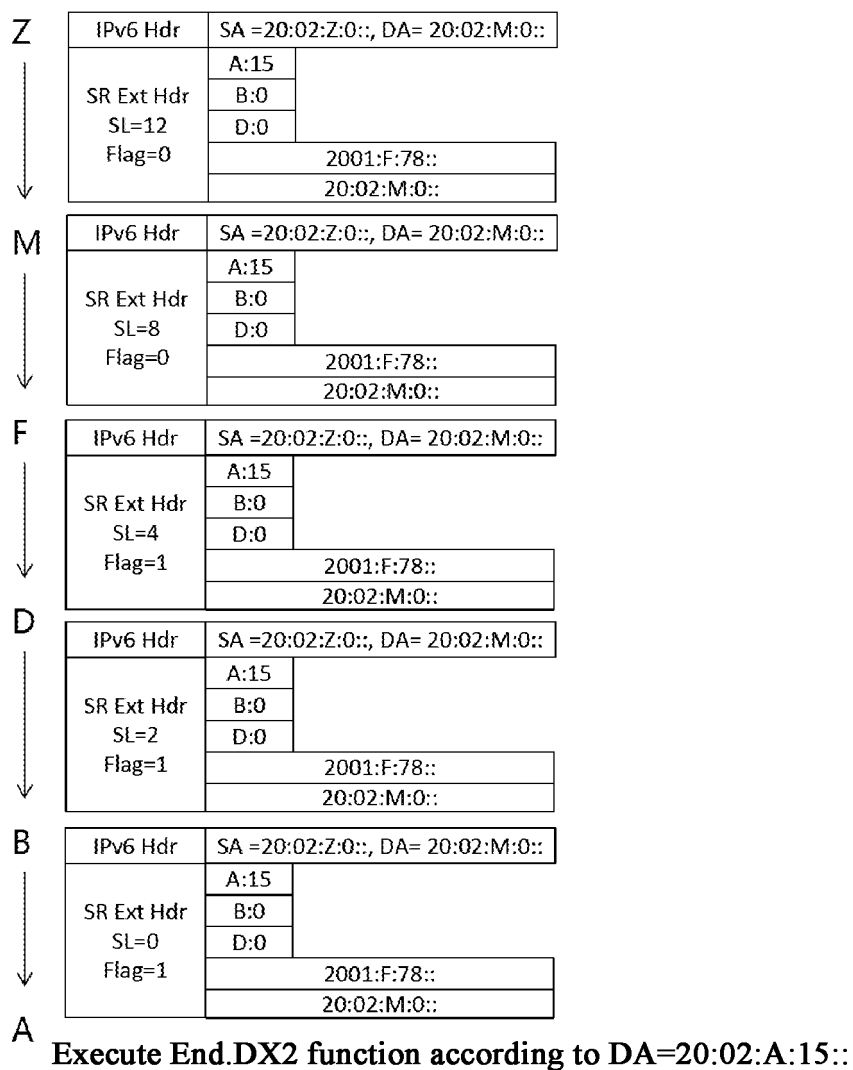 Z
IPv6 Hdr SA =20:02:Z:0::, DA= 20:02:M:0::
A:15
SR Ext Hdr B:0
SL=12 D:0
Flag=0 2001:F:78::
20:02:M:0::
M
IPv6 Hdr SA =20:02:Z:0::, DA= 20:02:M:0::
A:15
SR Ext Hdr B:0
SL=8 D:0
Flag=0 2001:F:78::
20:02:M:0::
F
IPv6 Hdr SA =20:02:Z:0::, DA= 20:02:M:0::
A:15
SR Ext Hdr B:0
SL=4 D:0
Flag=1 2001:F:78::
20:02:M:0::
D
IPv6 Hdr SA =20:02:Z:0::, DA= 20:02:M:0::
A:15
SR Ext Hdr B:0
SL=2 D:0
Flag=1 2001:F:78::
20:02:M:0::
B
IPv6 Hdr SA =20:02:Z:0::, DA= 20:02:M:0::
A:15
SR Ext Hdr B:0
SL=0 D:0
Flag=1 2001:F:78::
20:02:M:0::
A
Execute End.DX2 function according to DA=20:02:A:15::